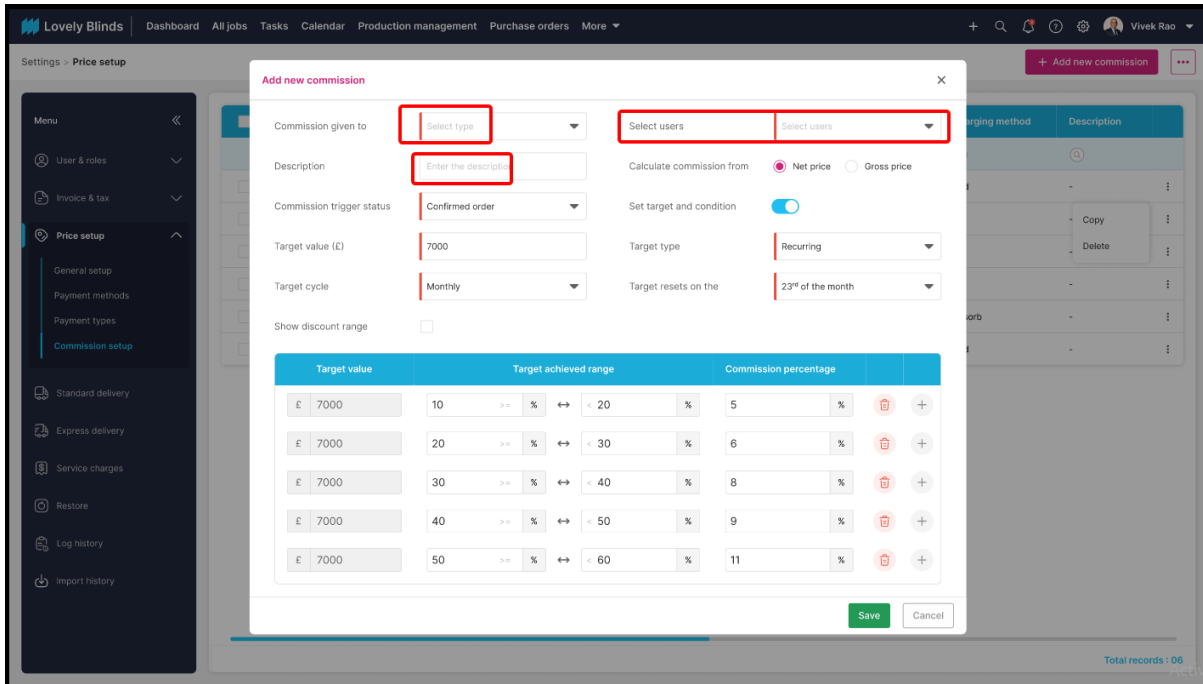 Lovely Blinds Dashboard All jobs Tasks Calendar Production management Purchase orders More Vivek Rao
Settings > Price setup + Add new commission
Add new commission
Menu
User & roles
Invoice & tax
Price setup
General setup
Payment methods
Payment types
Commission setup
Standard delivery
Express delivery
Service charges
Restore
Log history
Import history
Commission given to Select type Select users Select users
Description Enter the description Calculate commission from Net price Gross price
Commission trigger status Confirmed order Set target and condition
Target value (£) 7000 Target type Recurring
Target cycle Monthly Target resets on the 23rd of the month
Show discount range
Target value Target achieved range Commission percentage
£ 7000 10 >= % ↔ < 20 % 5 %
£ 7000 20 >= % ↔ < 30 % 6 %
£ 7000 30 >= % ↔ < 40 % 8 %
£ 7000 40 >= % ↔ < 50 % 9 %
£ 7000 50 >= % ↔ < 60 % 11 %
Save Cancel
arging method Description
d -
- Copy
- Delete
-
sorb -
d -
Total records : 06